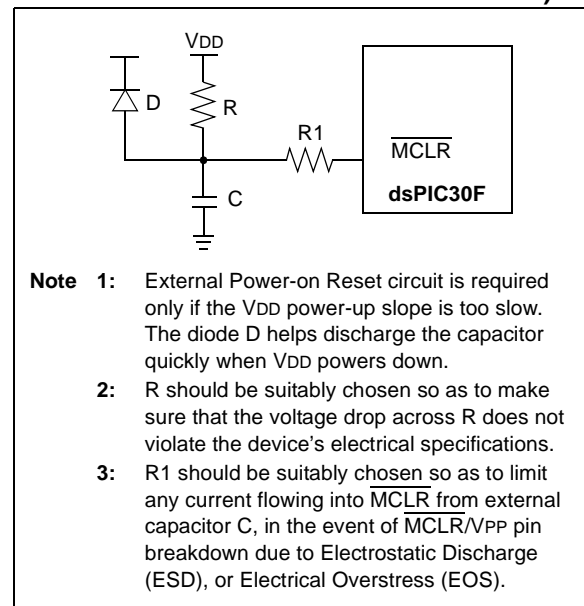 VDD
D
R
R1
C
MCLR
dsPIC30F
Note 1: External Power-on Reset circuit is required
only if the VDD power-up slope is too slow.
The diode D helps discharge the capacitor
quickly when VDD powers down.
2: R should be suitably chosen so as to make
sure that the voltage drop across R does not
violate the device's electrical specifications.
3: R1 should be suitably chosen so as to limit
any current flowing into MCLR from external
capacitor C, in the event of MCLR/VPP pin
breakdown due to Electrostatic Discharge
(ESD), or Electrical Overstress (EOS).